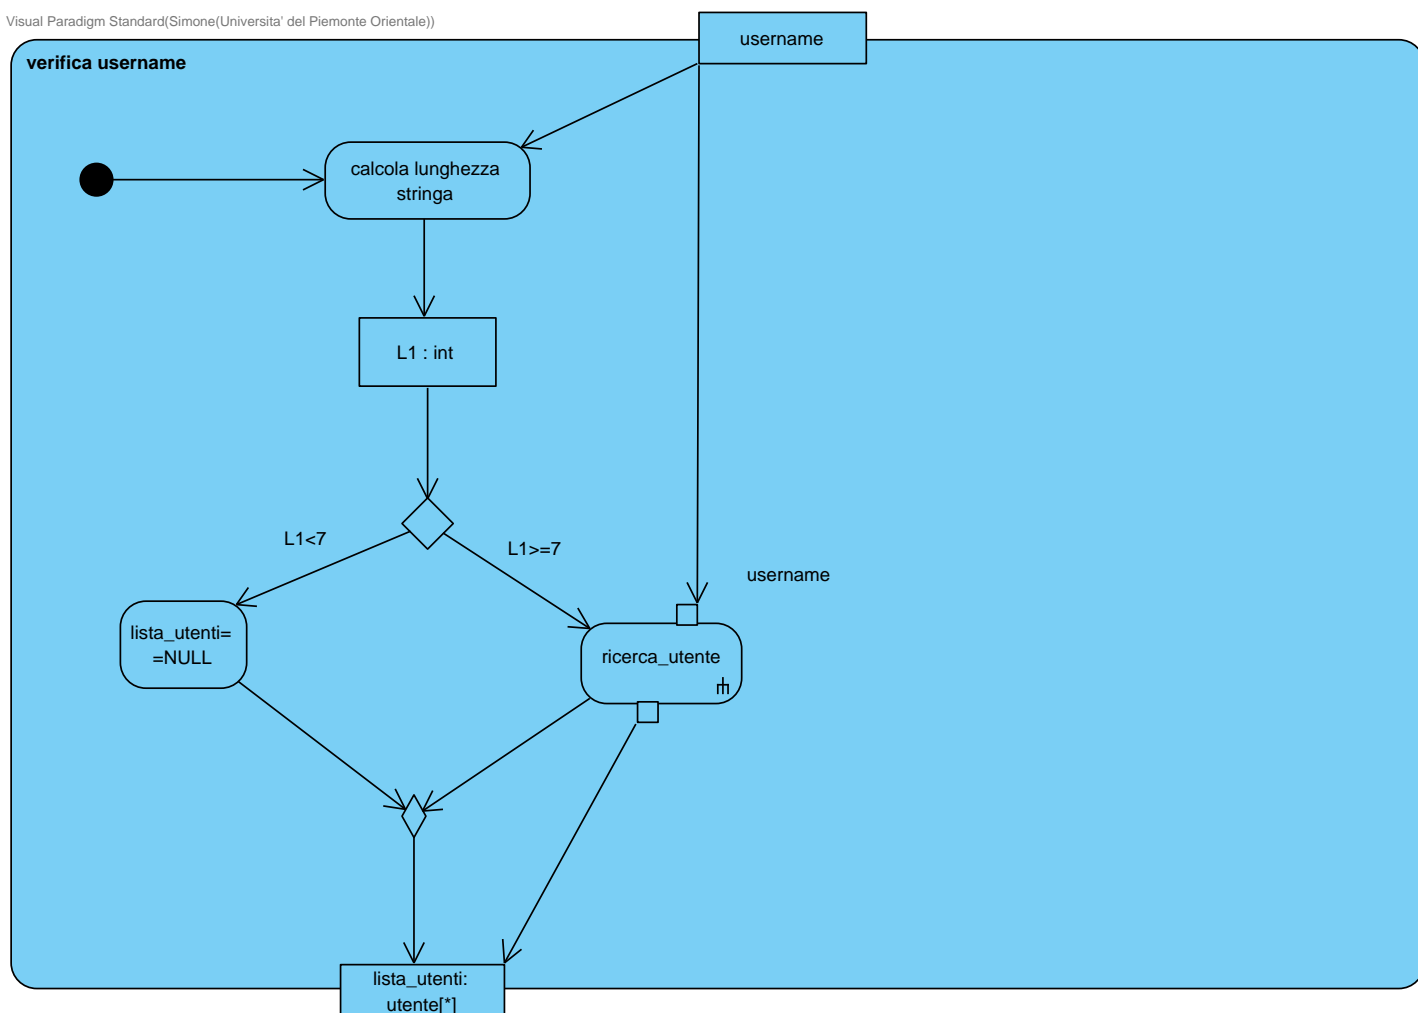 Visual Paradigm Standard(Simone(Universita' del Piemonte Orientale))
username
verifica username
calcola lunghezza
stringa
L1 : int
L1<7
L1>=7
username
lista_utenti=
=NULL
ricerca_utente
lista_utenti:
utente[*]